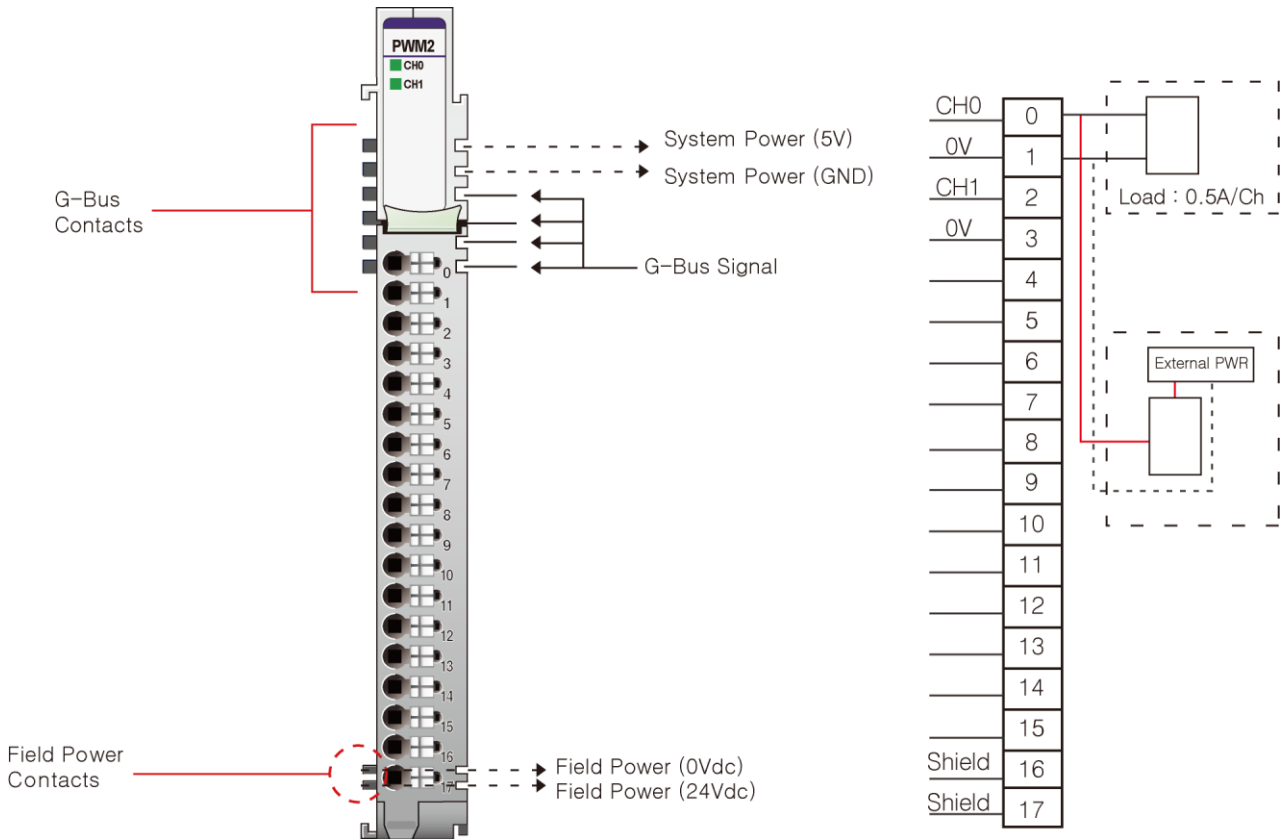 PWM2
CH0
CH1
System Power (5V)
System Power (GND)
G-Bus
Contacts
G-Bus Signal
0
1
2
3
4
5
6
7
8
9
10
11
12
13
14
15
16
17
Field Power
Contacts
Field Power (0Vdc)
Field Power (24Vdc)
CH0 0
0V 1
CH1 2
0V 3
4
5
6
7
8
9
10
11
12
13
14
15
Shield 16
Shield 17
Load : 0.5A/Ch
External PWR